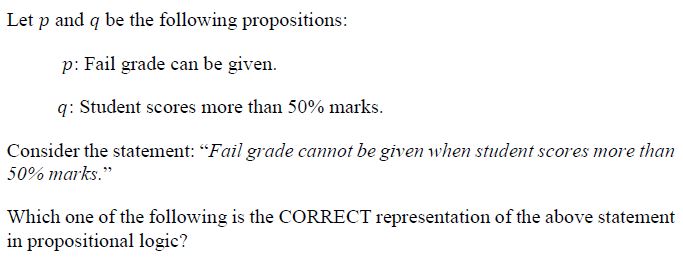 Let p and q be the following propositions:
p: Fail grade can be given.
q: Student scores more than 50% marks.
Consider the statement: “Fail grade cannot be given when student scores more than
50% marks.”
Which one of the following is the CORRECT representation of the above statement
in propositional logic?